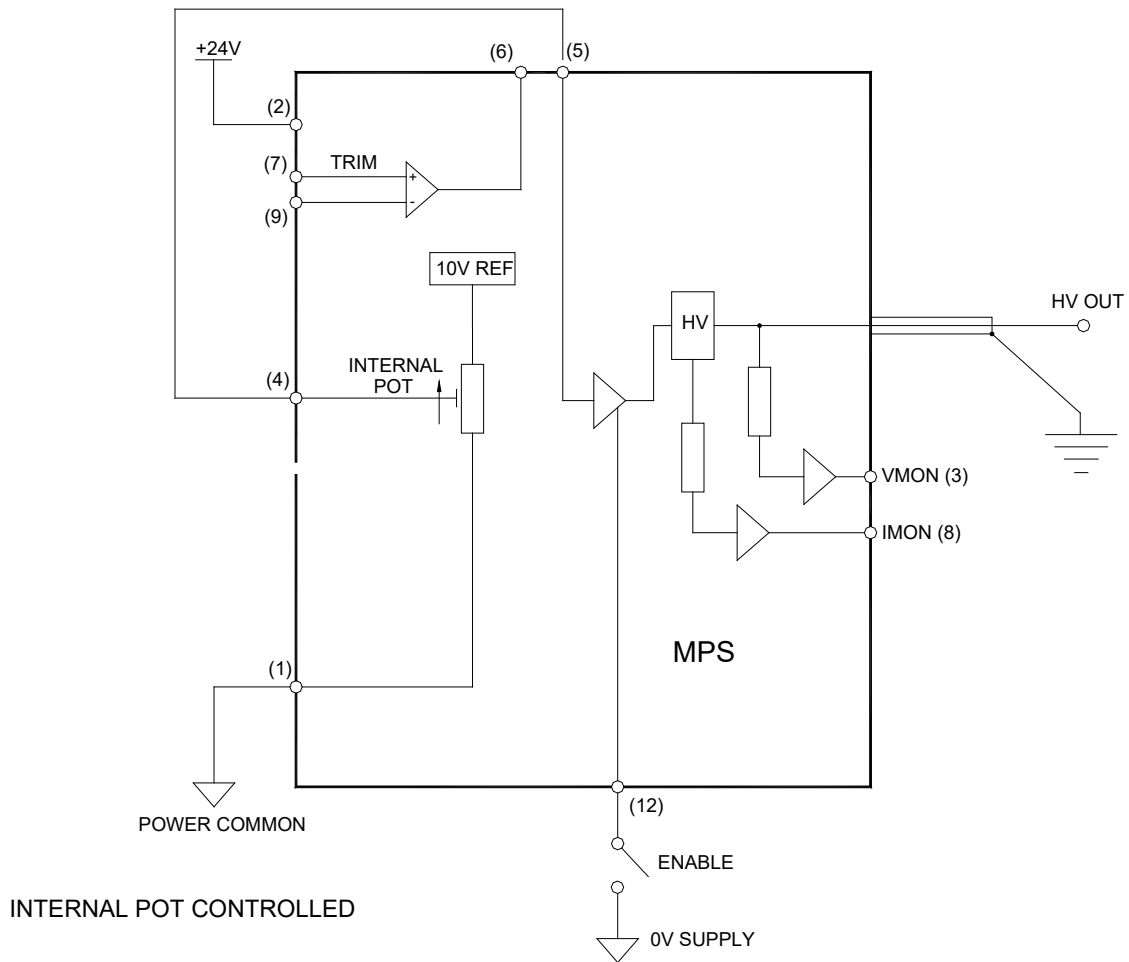 (6) (5)
+24V
(2)
(7) TRIM
+
-
(9)
10V REF
HV OUT
HV
INTERNAL
POT
(4)
VMON (3)
IMON (8)
MPS
(1)
(12)
POWER COMMON
ENABLE
INTERNAL POT CONTROLLED
0V SUPPLY